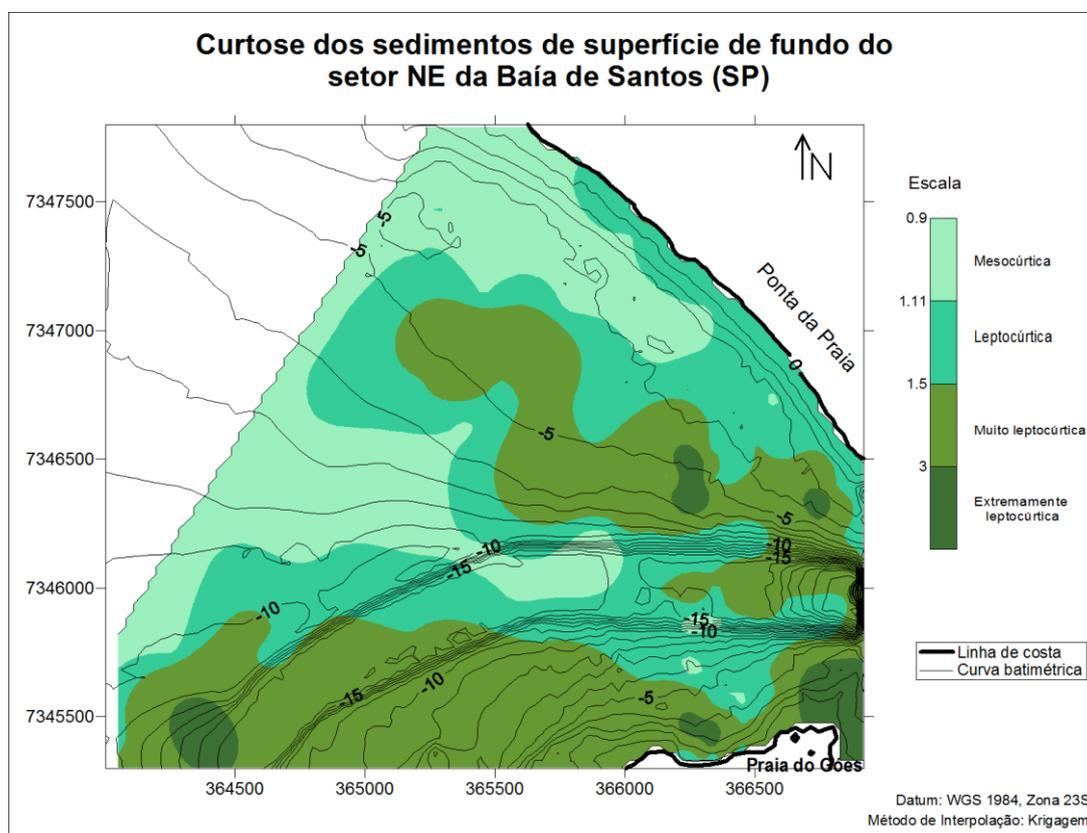 Curtose dos sedimentos de superfície de fundo do
setor NE da Baía de Santos (SP)
N
7347500
7347000
7346500
7346000
7345500
364500
365000
365500
366000
366500
-5
-5
-5
-5
-10
-15
-10
-15
-10
-15
-10
-15
-10
-5
0
Ponta da Praia
Praia do Góes
Escala
0.9
Mesocúrtica
1.11
Leptocúrtica
1.5
Muito leptocúrtica
3
Extremamente
leptocúrtica
Linha de costa
Curva batimétrica
Datum: WGS 1984, Zona 23S
Método de Interpolação: Krigagem